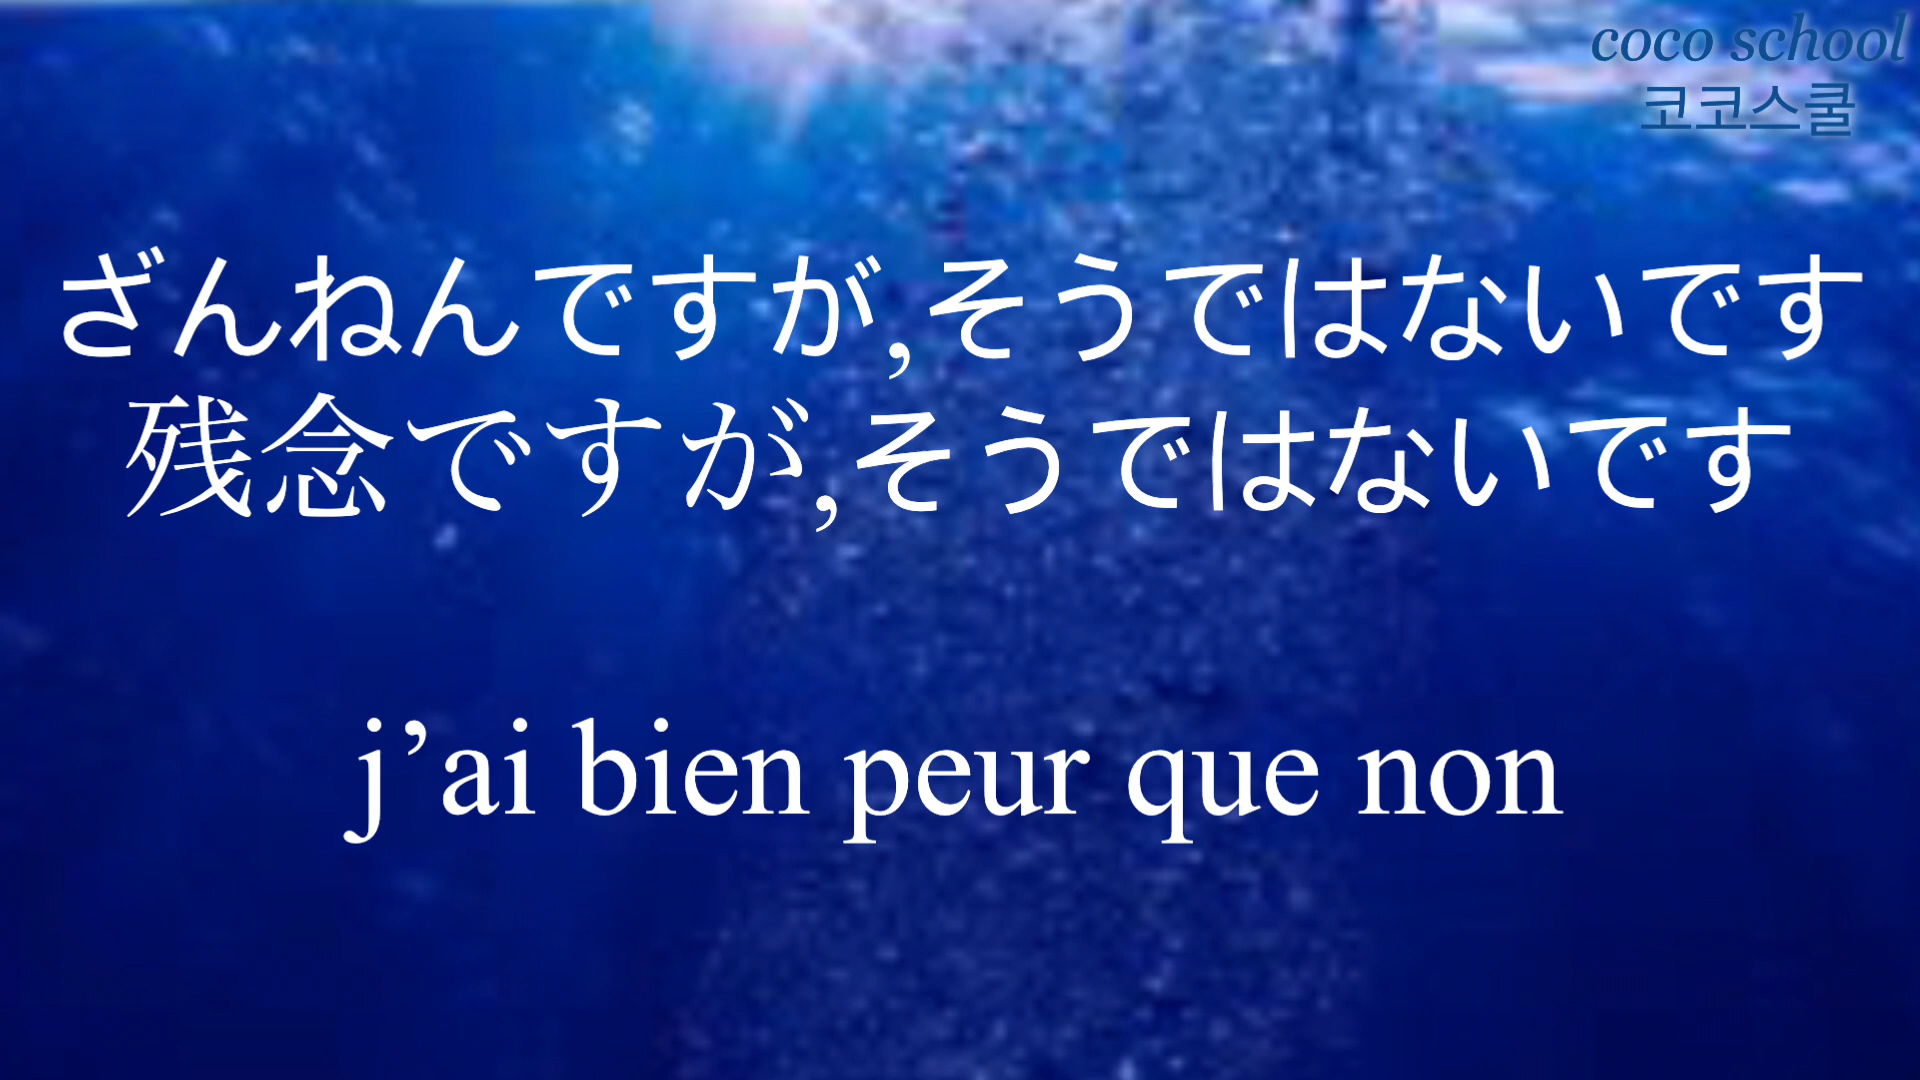 coco school
코코스쿨
ざんねんですが,そうではないです
残念ですが,そうではないです
j’ai bien peur que non